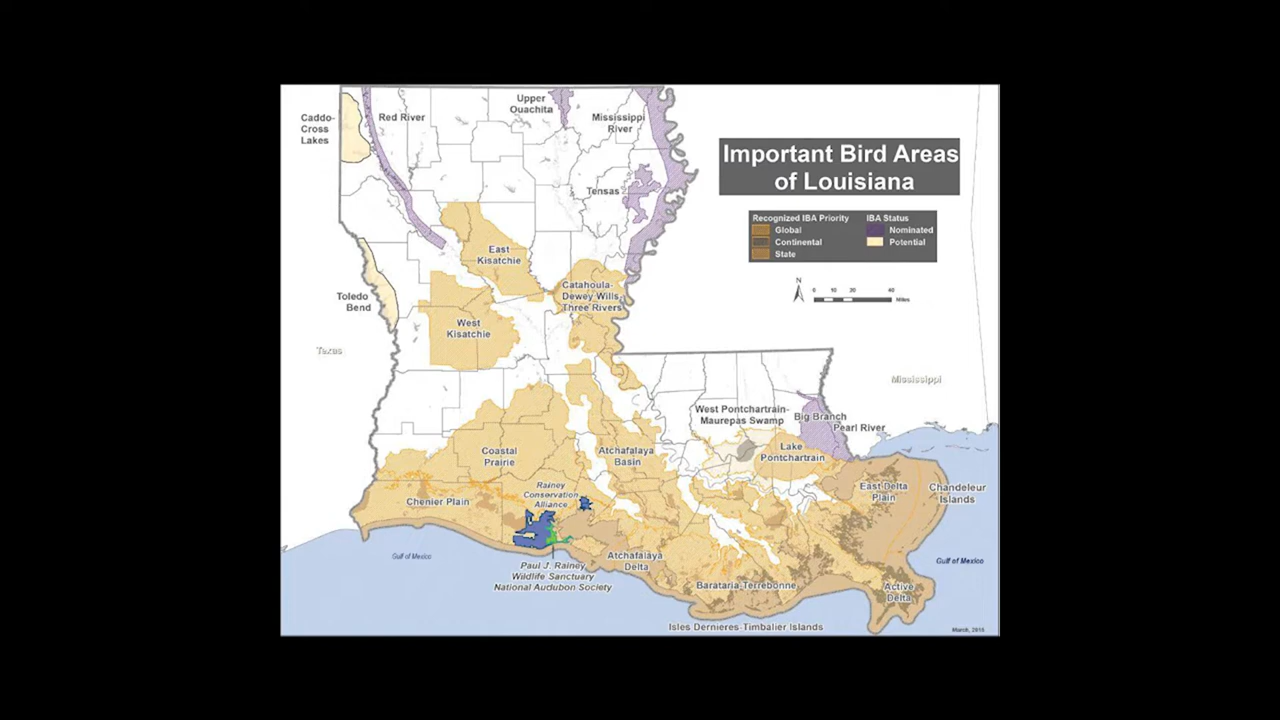 Important Bird Areas
of Louisiana
Recognized IBA Priority
Global
Continental
State
IBA Status
Nominated
Potential
N
0 10 20 40
Miles
Caddo-
Cross
Lakes
Red River
Upper
Ouachita
Mississippi
River
Tensas
East
Kisatchie
Catahoula-
Dewey Wills,
Three Rivers
Toledo
Bend
West
Kisatchie
Texas
Mississippi
West Pontchartrain-
Maurepas Swamp
Big Branch
Pearl River
Lake
Pontchartrain
Coastal
Prairie
Atchafalaya
Basin
Rainey
Conservation
Alliance
Chenier Plain
East Delta
Plain
Chandeleur
Islands
Gulf of Mexico
Gulf of Mexico
Paul J. Rainey
Wildlife Sanctuary
National Audubon Society
Atchafalaya
Delta
Barataria-Terrebonne
Active
Delta
Isles Dernieres-Timbalier Islands